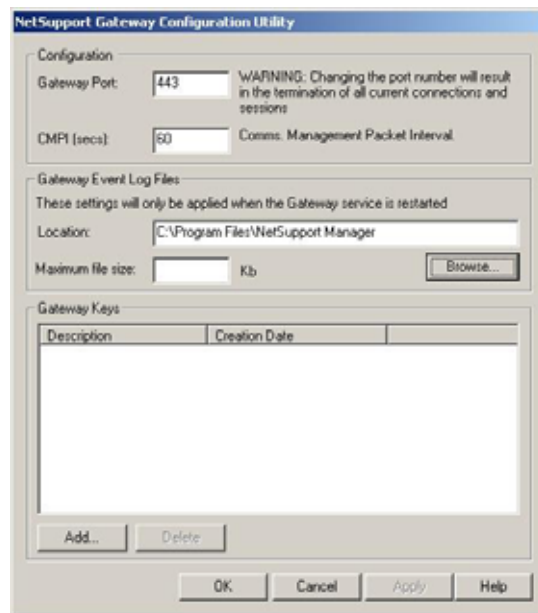 NetSupport Gateway Configuration Utility
Configuration
Gateway Port: 443 WARNING: Changing the port number will result
in the termination of all current connections and
sessions
CMPI (secs): 60 Comms. Management Packet Interval
Gateway Event Log Files
These settings will only be applied when the Gateway service is restarted
Location: C:\Program Files\NetSupport Manager
Maximum file size: Kb Browse...
Gateway Keys
Description Creation Date
Add... Delete
OK Cancel Apply Help